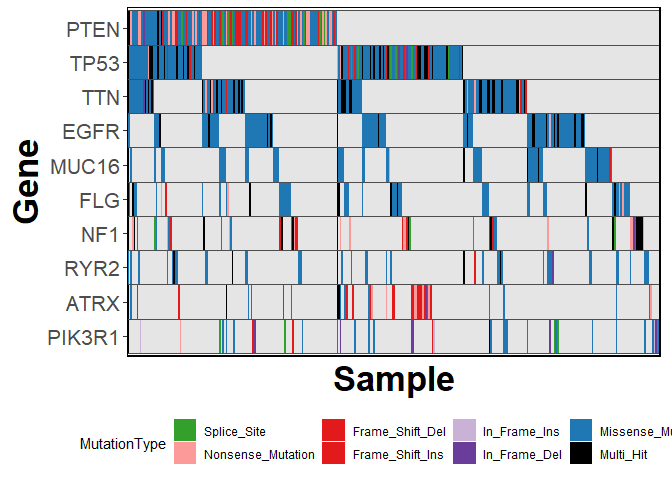 Gene
PTEN
TP53
TTN
EGFR
MUC16
FLG
NF1
RYR2
ATRX
PIK3R1
Sample
MutationType
Splice_Site
Frame_Shift_Del
In_Frame_Ins
Missense_Mu
Nonsense_Mutation
Frame_Shift_Ins
In_Frame_Del
Multi_Hit